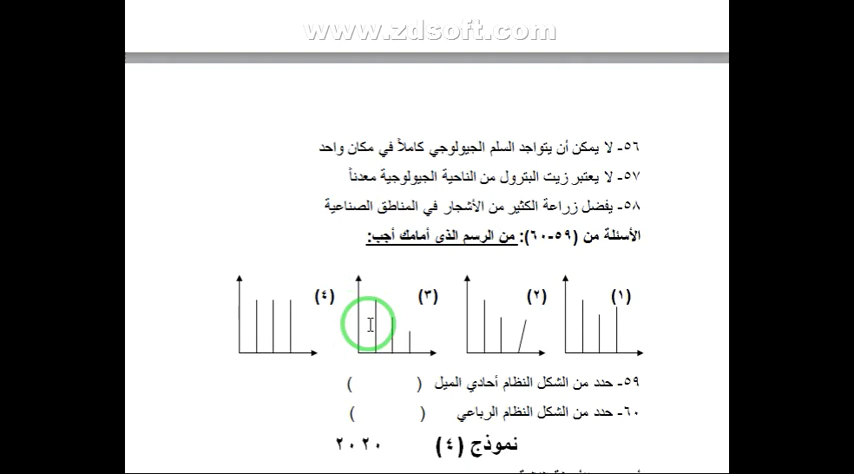 www.zdsoft.com
٥٦- لا يمكن أن يتواجد السلم الجيولوجي كاملاً في مكان واحد
٥٧- لا يعتبر زيت البترول من الناحية الجيولوجية معدناً
٥٨- يفضل زراعة الكثير من الأشجار في المناطق الصناعية
الأسئلة من (٥٩-٦٠): من الرسم الذي أمامك أجب:
(١) (٢) (٣) (٤)
٥٩- حدد من الشكل النظام أحادي الميل ( )
٦٠- حدد من الشكل النظام الرباعي ( )
نموذج (٤) ٢٠٢٠